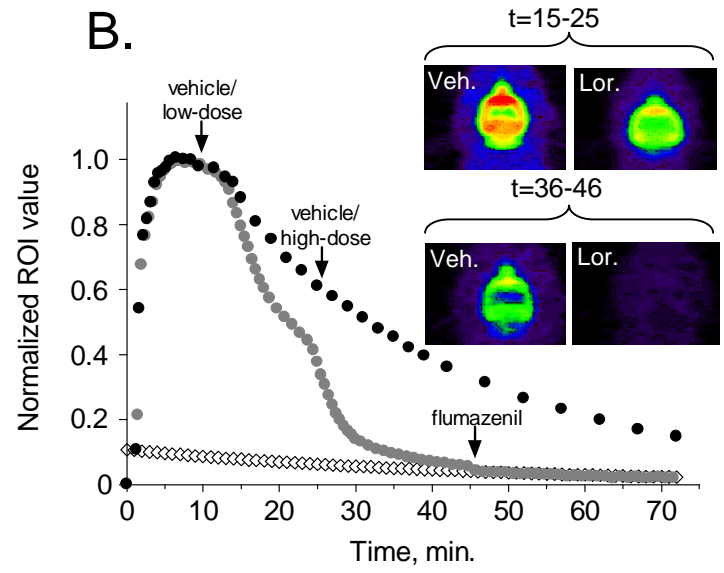 B.
t=15-25
Veh.
Lor.
t=36-46
Veh.
Lor.
vehicle/
low-dose
vehicle/
high-dose
flumazenil
Normalized ROI value
1.0
0.8
0.6
0.4
0.2
0
0 10 20 30 40 50 60 70
Time, min.